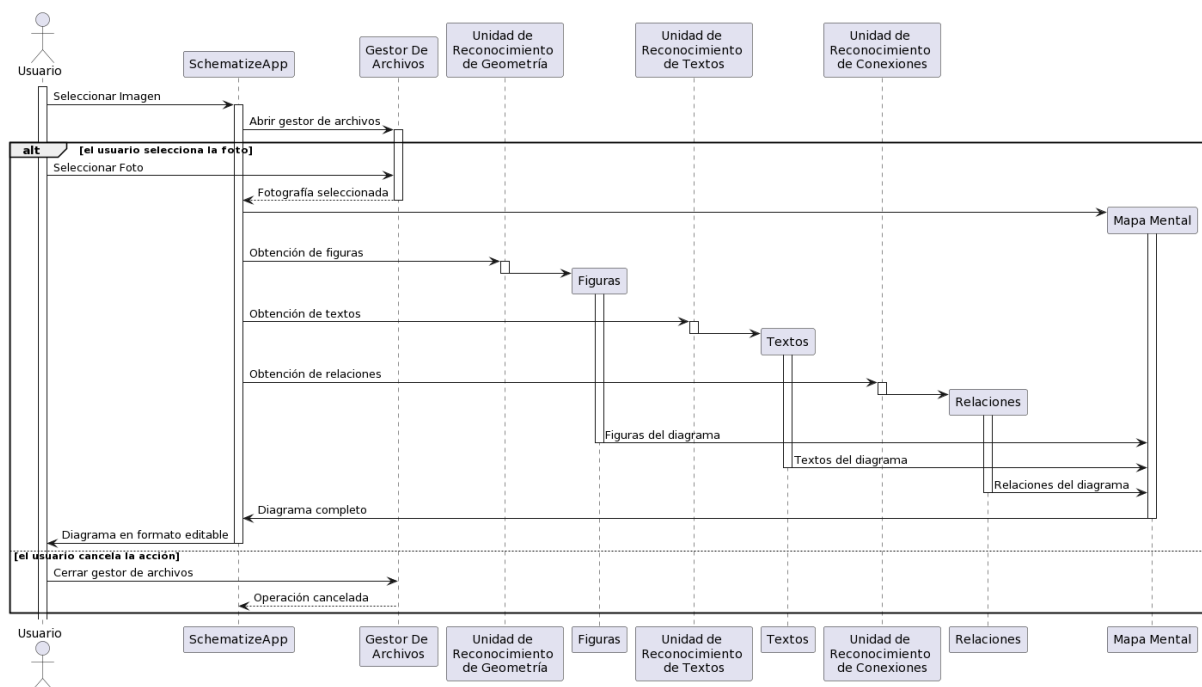 Unidad de
Reconocimiento
de Geometría
Unidad de
Reconocimiento
de Textos
Unidad de
Reconocimiento
de Conexiones
Gestor De
Archivos
SchematizeApp
Usuario
Seleccionar Imagen
Abrir gestor de archivos
alt [el usuario selecciona la foto]
Seleccionar Foto
Fotografía seleccionada
Mapa Mental
Obtención de figuras
Figuras
Obtención de textos
Textos
Obtención de relaciones
Relaciones
Figuras del diagrama
Textos del diagrama
Relaciones del diagrama
Diagrama completo
Diagrama en formato editable
[el usuario cancela la acción]
Cerrar gestor de archivos
Operación cancelada
Usuario
SchematizeApp
Gestor De
Archivos
Unidad de
Reconocimiento
de Geometría
Figuras
Unidad de
Reconocimiento
de Textos
Textos
Unidad de
Reconocimiento
de Conexiones
Relaciones
Mapa Mental